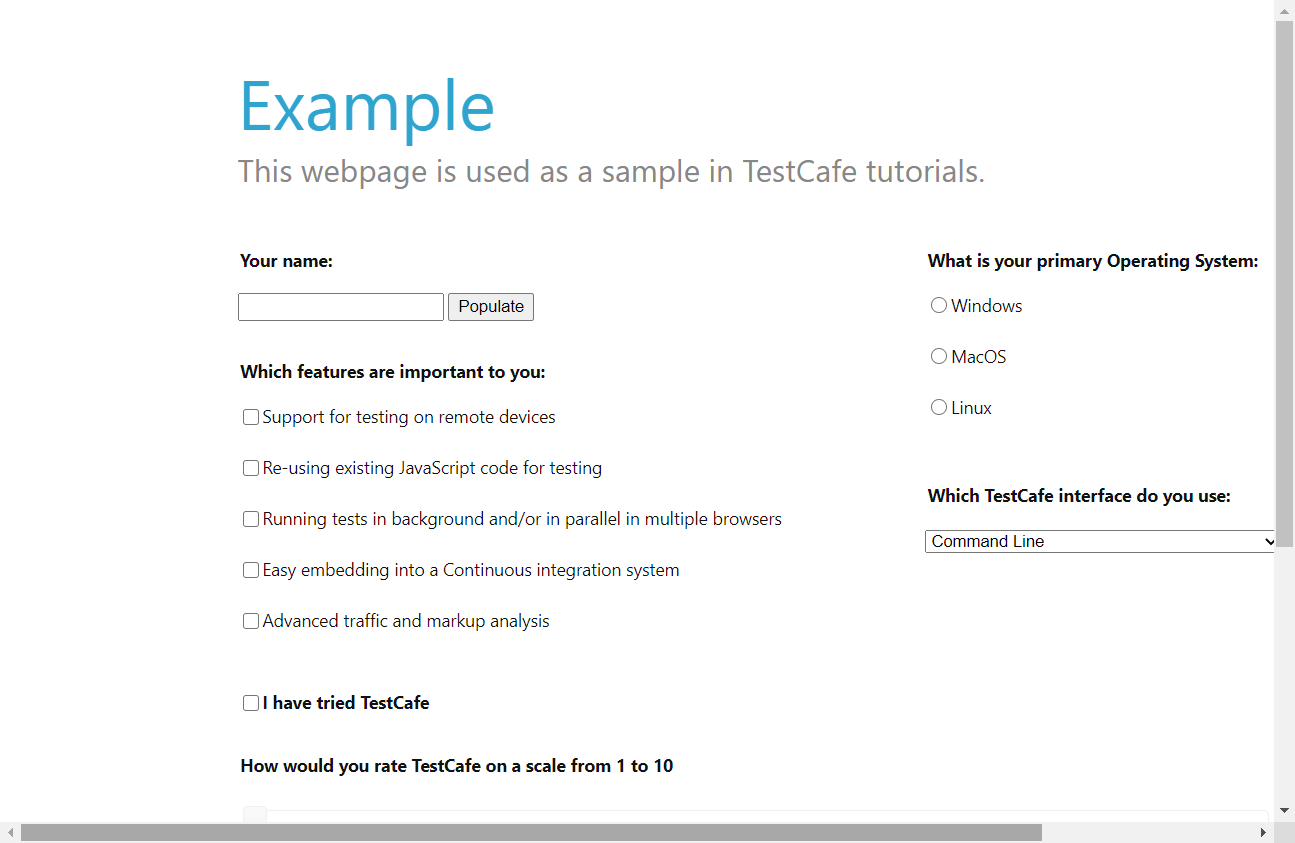 Example
This webpage is used as a sample in TestCafe tutorials.
Your name:
Populate
Which features are important to you:
Support for testing on remote devices
Re-using existing JavaScript code for testing
Running tests in background and/or in parallel in multiple browsers
Easy embedding into a Continuous integration system
Advanced traffic and markup analysis
I have tried TestCafe
How would you rate TestCafe on a scale from 1 to 10
What is your primary Operating System:
Windows
MacOS
Linux
Which TestCafe interface do you use:
Command Line